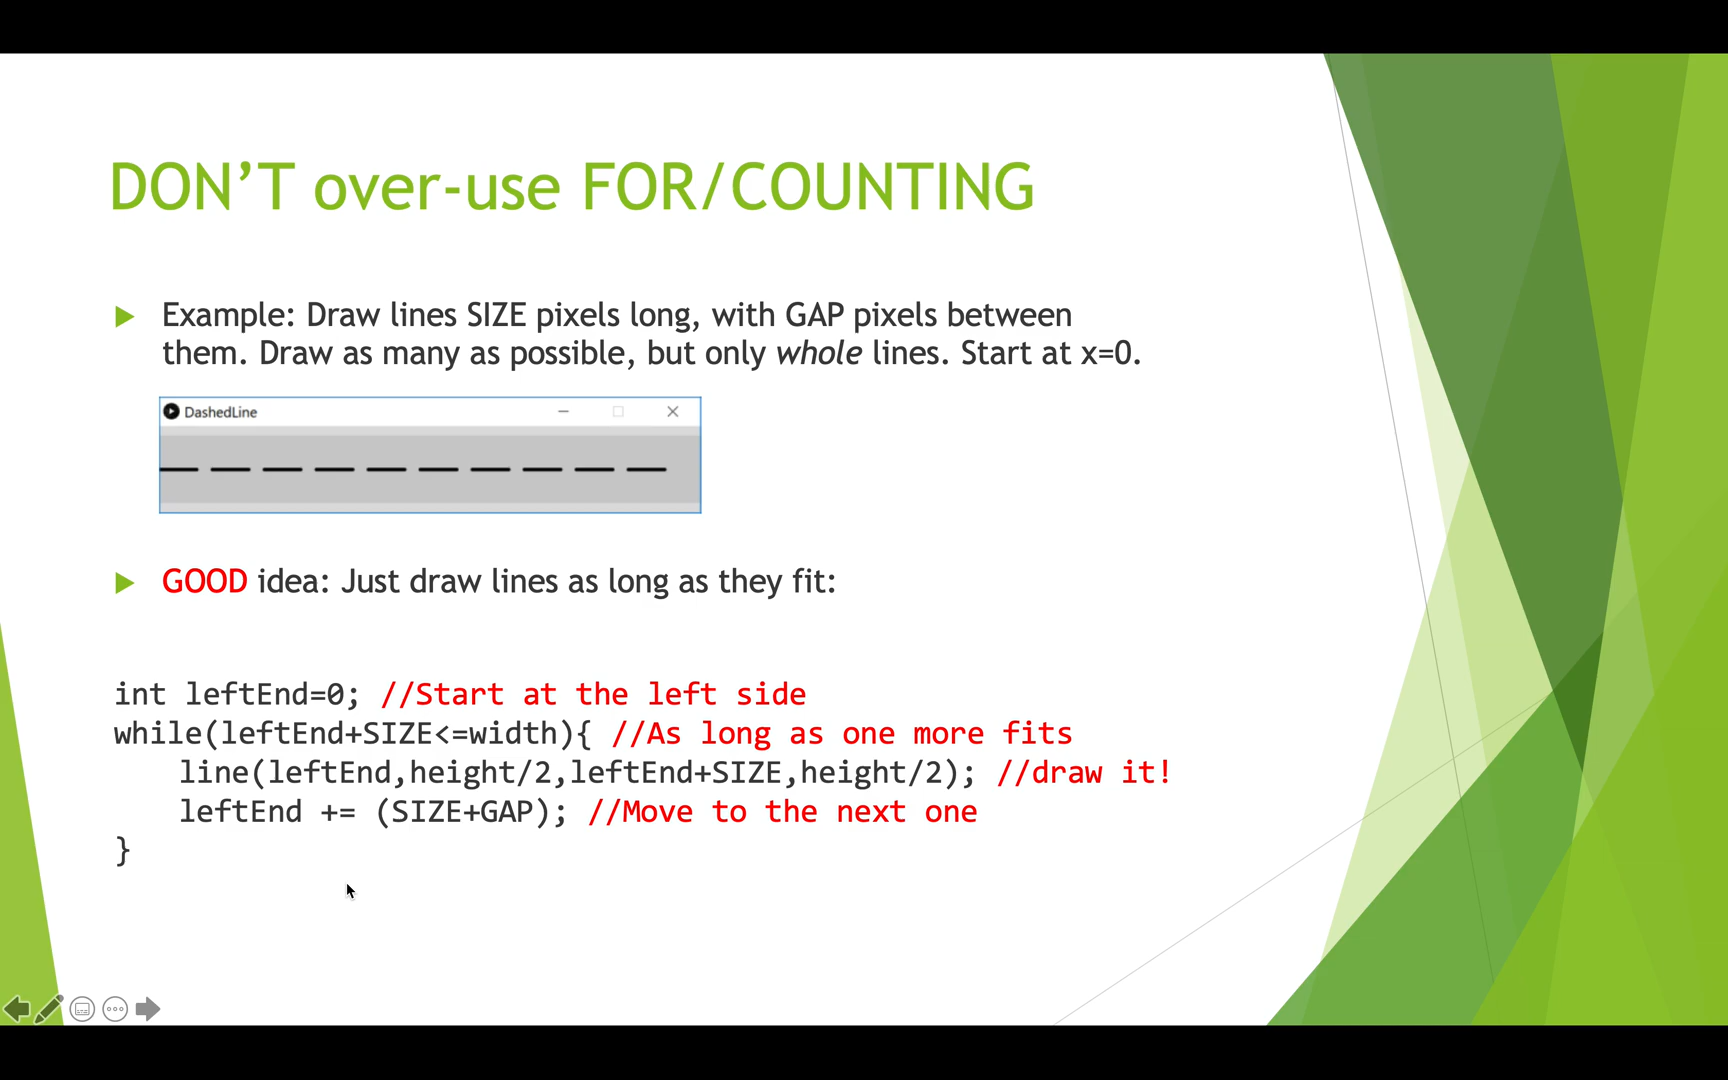 DON’T over-use FOR/COUNTING
Example: Draw lines SIZE pixels long, with GAP pixels between
them. Draw as many as possible, but only whole lines. Start at x=0.
DashedLine
GOOD idea: Just draw lines as long as they fit:
int leftEnd=0; //Start at the left side
while(leftEnd+SIZE<=width){ //As long as one more fits
    line(leftEnd,height/2,leftEnd+SIZE,height/2); //draw it!
    leftEnd += (SIZE+GAP); //Move to the next one
}